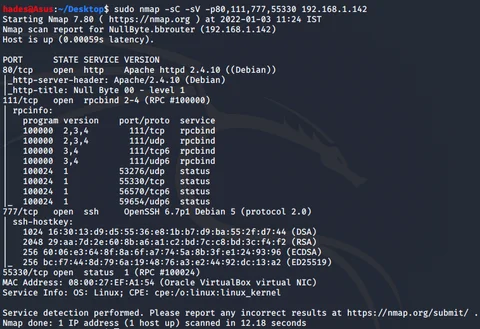 hades@Asus:~/Desktop$ sudo nmap -sC -sV -p80,111,777,55330 192.168.1.142
Starting Nmap 7.80 ( https://nmap.org ) at 2022-01-03 11:24 IST
Nmap scan report for NullByte.bbrouter (192.168.1.142)
Host is up (0.00059s latency).

PORT      STATE SERVICE VERSION
80/tcp    open  http    Apache httpd 2.4.10 ((Debian))
|_http-server-header: Apache/2.4.10 (Debian)
|_http-title: Null Byte 00 - level 1
111/tcp   open  rpcbind 2-4 (RPC #100000)
| rpcinfo:
|   program version    port/proto  service
|   100000  2,3,4        111/tcp   rpcbind
|   100000  2,3,4        111/udp   rpcbind
|   100000  3,4          111/tcp6  rpcbind
|   100000  3,4          111/udp6  rpcbind
|   100024  1          53276/udp   status
|   100024  1          55330/tcp   status
|   100024  1          56570/tcp6  status
|_  100024  1          59654/udp6  status
777/tcp   open  ssh     OpenSSH 6.7p1 Debian 5 (protocol 2.0)
| ssh-hostkey:
|   1024 16:30:13:d9:d5:55:36:e8:1b:b7:d9:ba:55:2f:d7:44 (DSA)
|   2048 29:aa:7d:2e:60:8b:a6:a1:c2:bd:7c:c8:bd:3c:f4:f2 (RSA)
|   256 60:06:e3:64:8f:8a:6f:a7:74:5a:8b:3f:e1:24:93:96 (ECDSA)
|_  256 bc:f7:44:8d:79:6a:19:48:76:a3:e2:44:92:dc:13:a2 (ED25519)
55330/tcp open  status  1 (RPC #100024)
MAC Address: 08:00:27:EF:A1:54 (Oracle VirtualBox virtual NIC)
Service Info: OS: Linux; CPE: cpe:/o:linux:linux_kernel

Service detection performed. Please report any incorrect results at https://nmap.org/submit/ .
Nmap done: 1 IP address (1 host up) scanned in 12.18 seconds